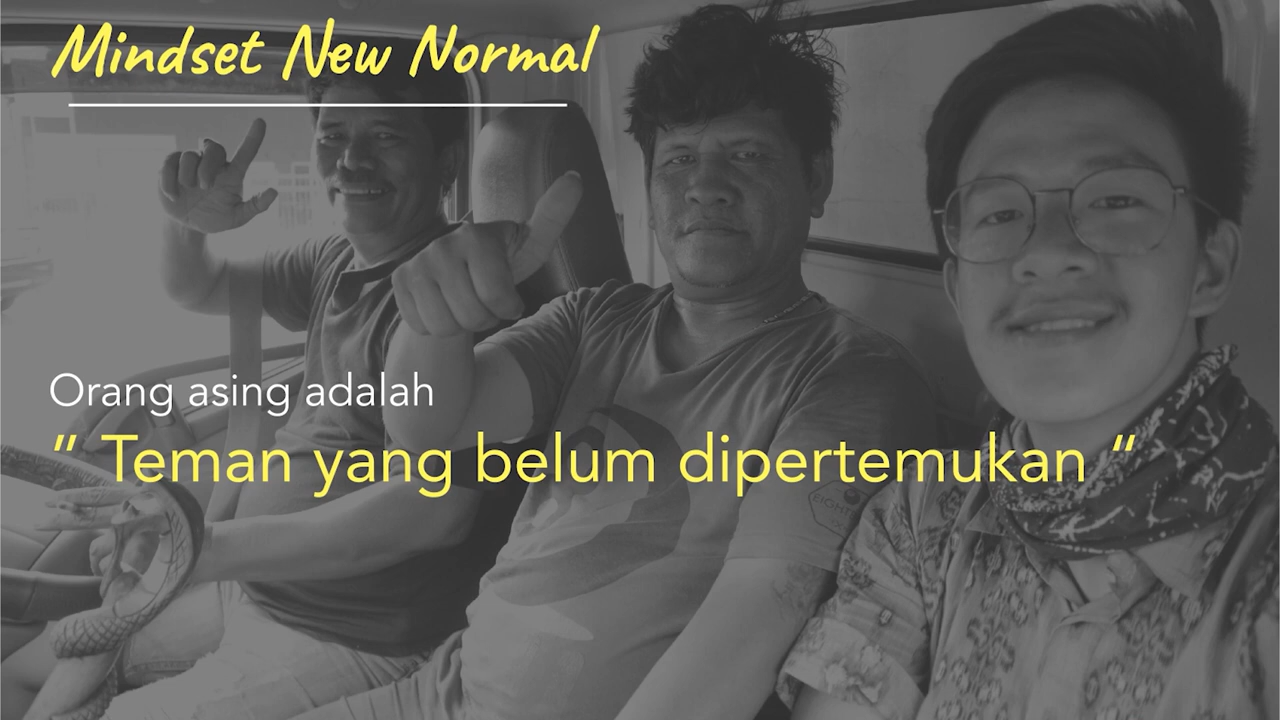 Mindset New Normal
Orang asing adalah
” Teman yang belum dipertemukan “